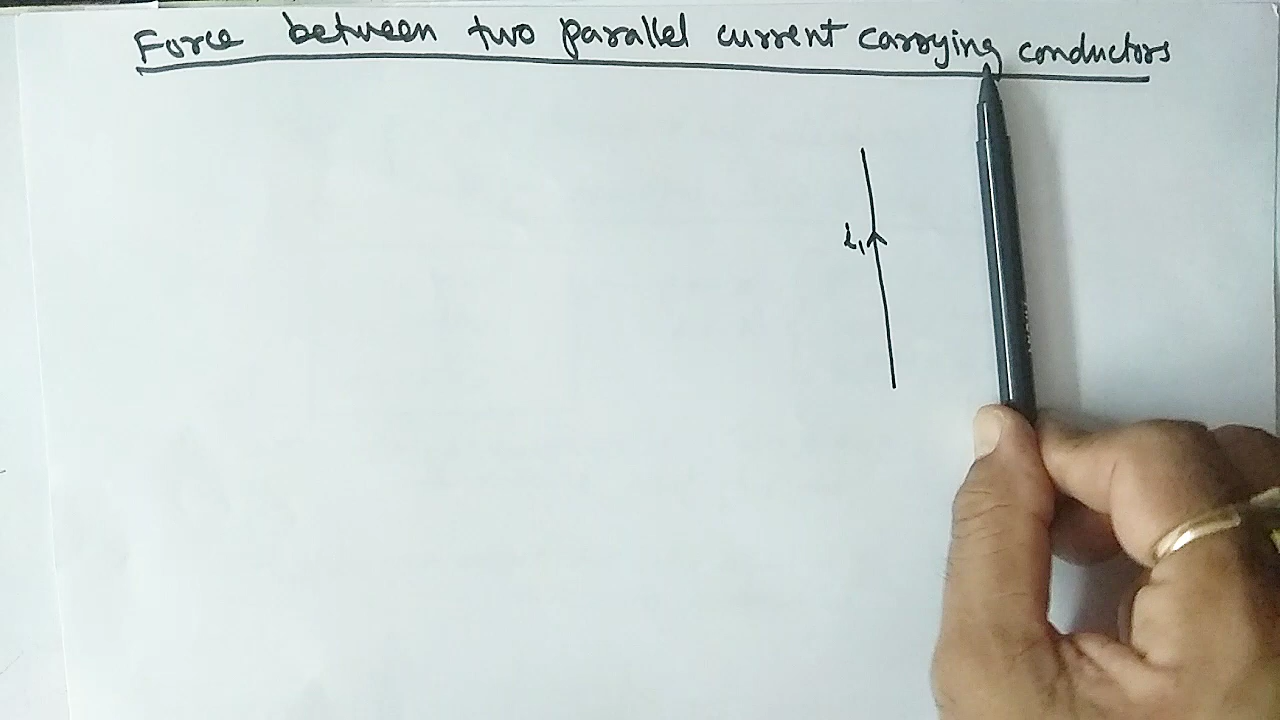 Force between two parallel current carrying conductors
i₁